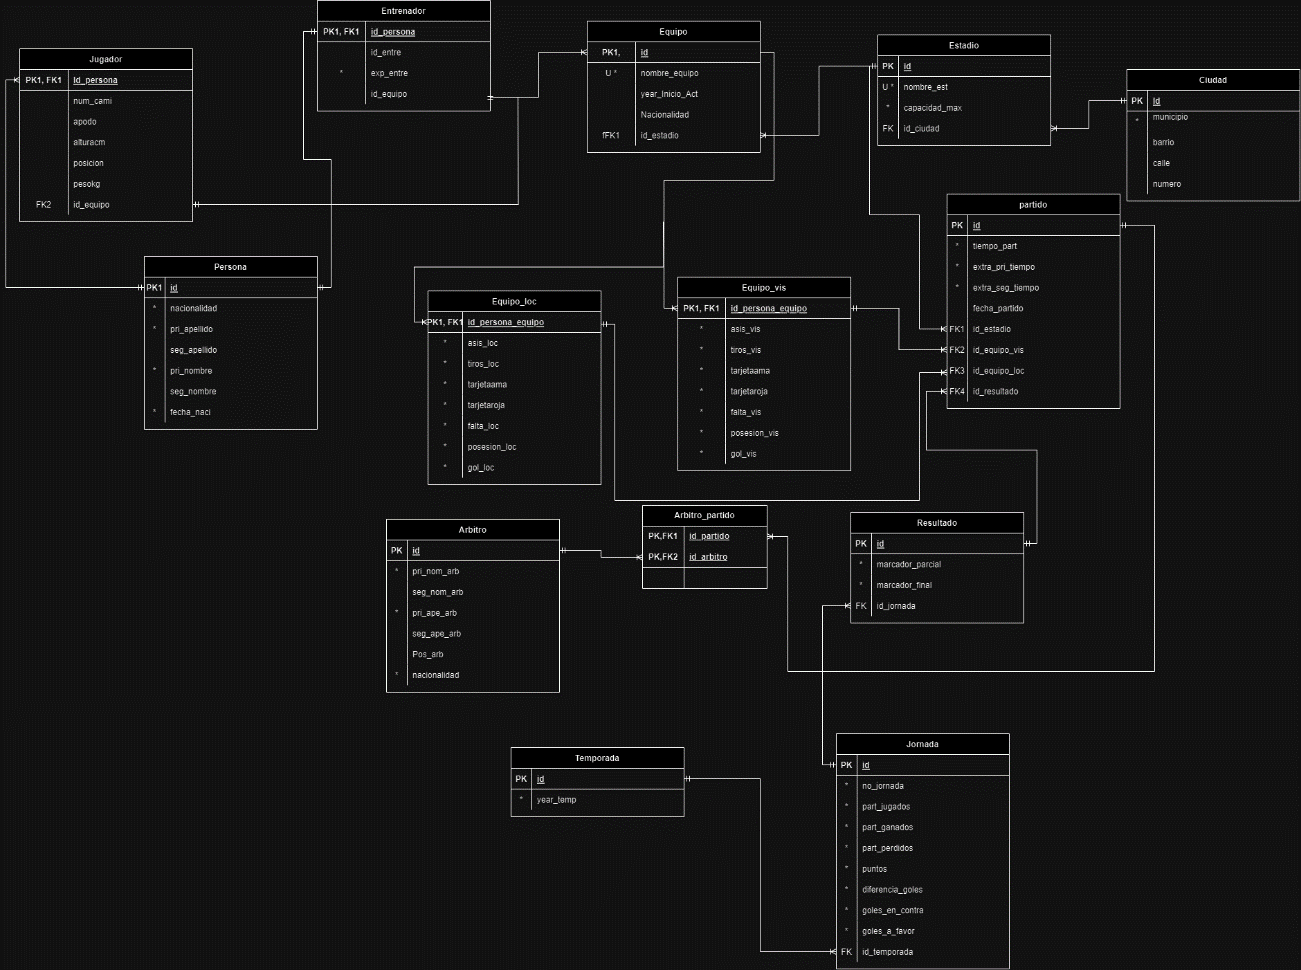 Entrenador
PK1, FK1 id_persona
id_entre
* exp_entre
id_equipo
Equipo
PK1, id
U * nombre_equipo
year_Inicio_Act
Nacionalidad
fFK1 id_estadio
Estadio
PK id
U * nombre_est
* capacidad_max
FK id_ciudad
Jugador
PK1, FK1 Id_persona
num_cami
apodo
alturacm
posicion
pesokg
FK2 id_equipo
Ciudad
PK Id
* municipio
barrio
calle
numero
partido
PK id
* tiempo_part
* extra_pri_tiempo
* extra_seg_tiempo
fecha_partido
FK1 id_estadio
FK2 id_equipo_vis
FK3 id_equipo_loc
FK4 id_resultado
Persona
PK1 id
* nacionalidad
* pri_apellido
seg_apellido
* pri_nombre
seg_nombre
* fecha_naci
Equipo_loc
PK1, FK1 id_persona_equipo
* asis_loc
* tiros_loc
* tarjetaama
* tarjetaroja
* falta_loc
* posesion_loc
* gol_loc
Equipo_vis
PK1, FK1 id_persona_equipo
* asis_vis
* tiros_vis
* tarjetaama
* tarjetaroja
* falta_vis
* posesion_vis
* gol_vis
Arbitro
PK id
* pri_nom_arb
seg_nom_arb
* pri_ape_arb
seg_ape_arb
Pos_arb
* nacionalidad
Arbitro_partido
PK,FK1 id_partido
PK,FK2 id_arbitro
Resultado
PK id
* marcador_parcial
* marcador_final
FK id_jornada
Temporada
PK id
* year_temp
Jornada
PK id
* no_jornada
* part_jugados
* part_ganados
* part_perdidos
* puntos
* diferencia_goles
* goles_en_contra
* goles_a_favor
FK id_temporada